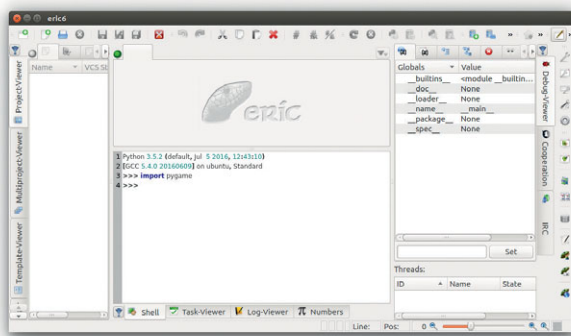 eric6
Name
VCS St
Project-Viewer
Multiproject-Viewer
Template-Viewer
eric
1 Python 3.5.2 (default, Jul 5 2016, 12:43:10)
2 [GCC 5.4.0 20160609] on ubuntu, Standard
3 >>> import pygame
4 >>>
Shell
Task-Viewer
Log-Viewer
Numbers
Globals Value
__builtins__ <module __builtin...
__doc__ None
__loader__ None
__name__ __main__
__package__ None
__spec__ None
Set
Threads:
ID Name State
Debug-Viewer
Cooperation
IRC
Line: Pos: 0